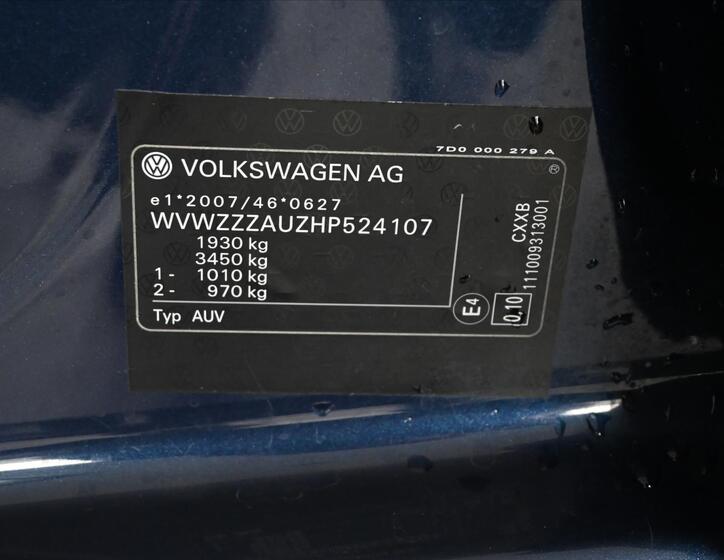 7D0 000 279 A
VOLKSWAGEN AG ®
e1*2007/46*0627
WVWZZZAUZHP524107
1930 kg
3450 kg
1- 1010 kg
2- 970 kg
Typ AUV
E4
0,10
CXXB
111009313001